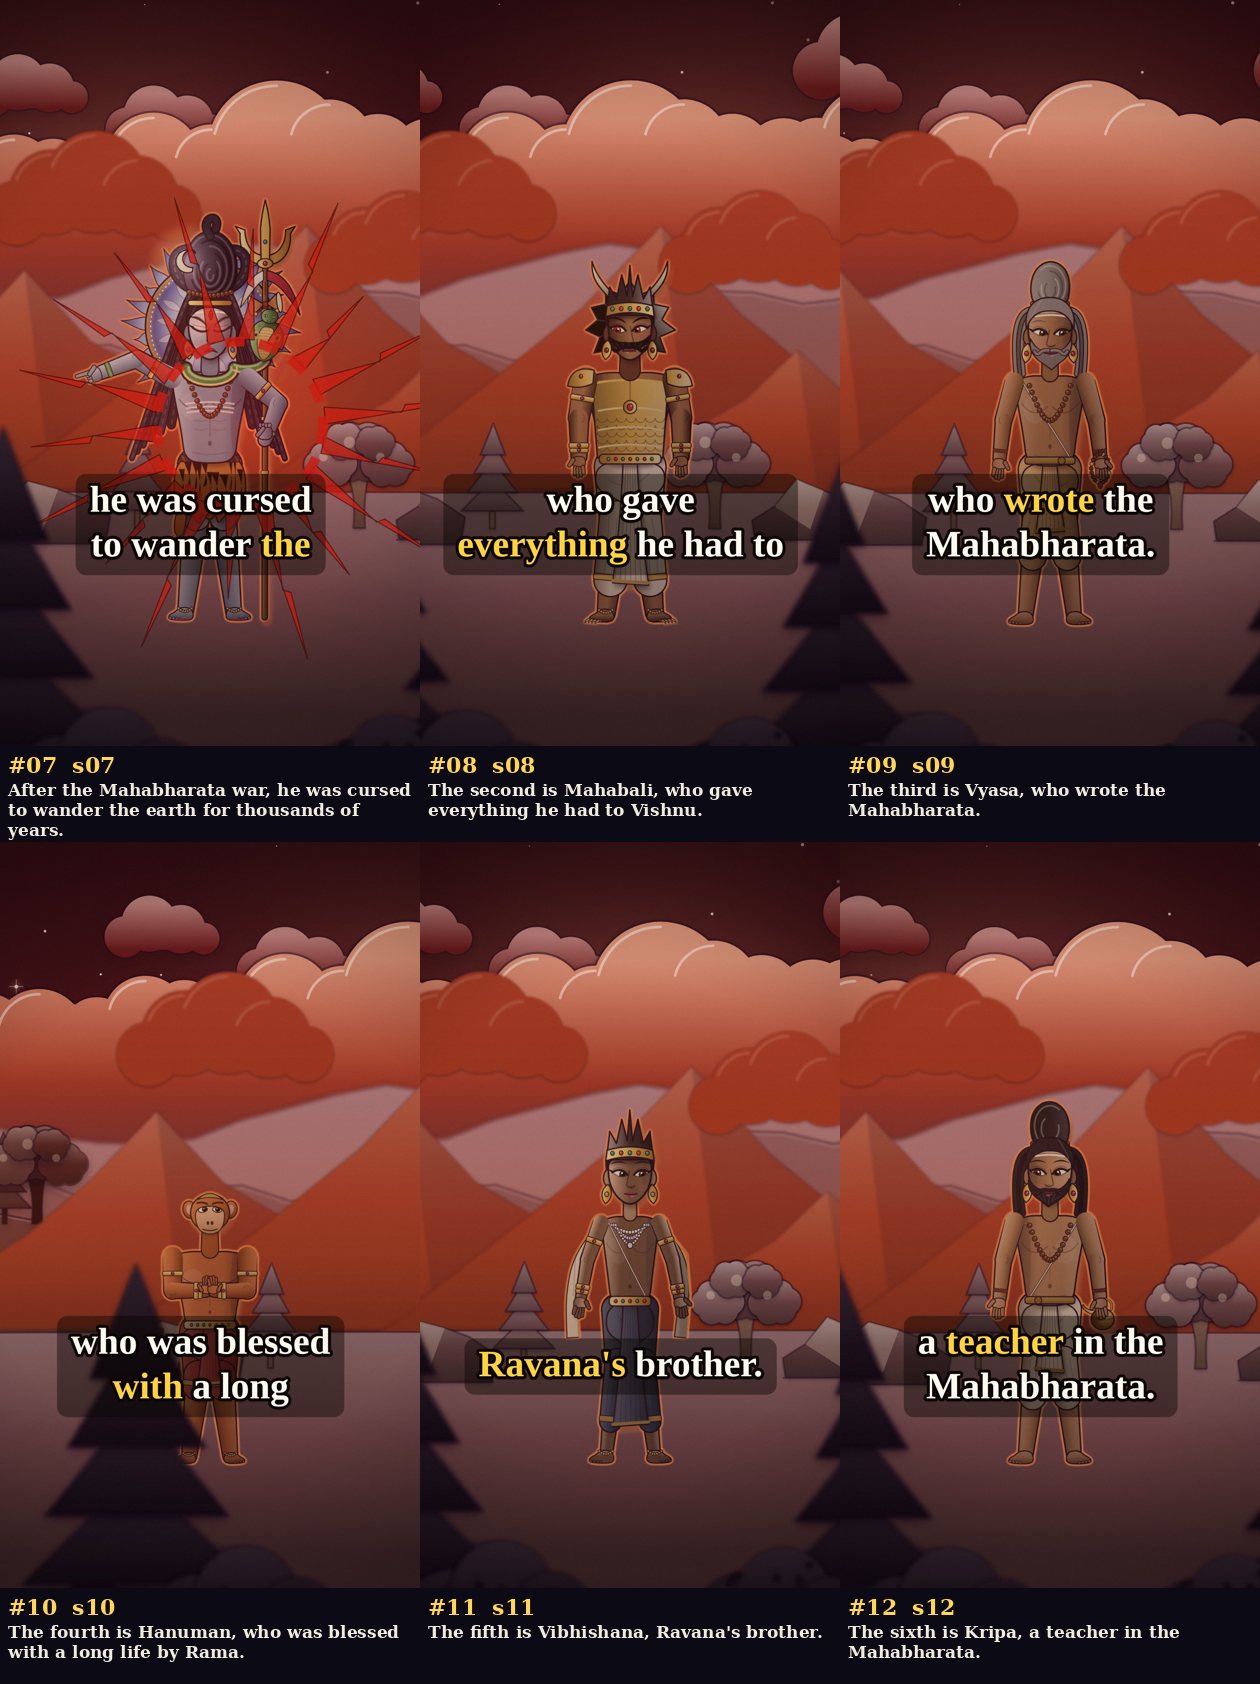 he was cursed
to wander the
who gave
everything he had to
who wrote the
Mahabharata.
#07 s07
After the Mahabharata war, he was cursed
to wander the earth for thousands of
years.
#08 s08
The second is Mahabali, who gave
everything he had to Vishnu.
#09 s09
The third is Vyasa, who wrote the
Mahabharata.
who was blessed
with a long
Ravana's brother.
a teacher in the
Mahabharata.
#10 s10
The fourth is Hanuman, who was blessed
with a long life by Rama.
#11 s11
The fifth is Vibhishana, Ravana's brother.
#12 s12
The sixth is Kripa, a teacher in the
Mahabharata.